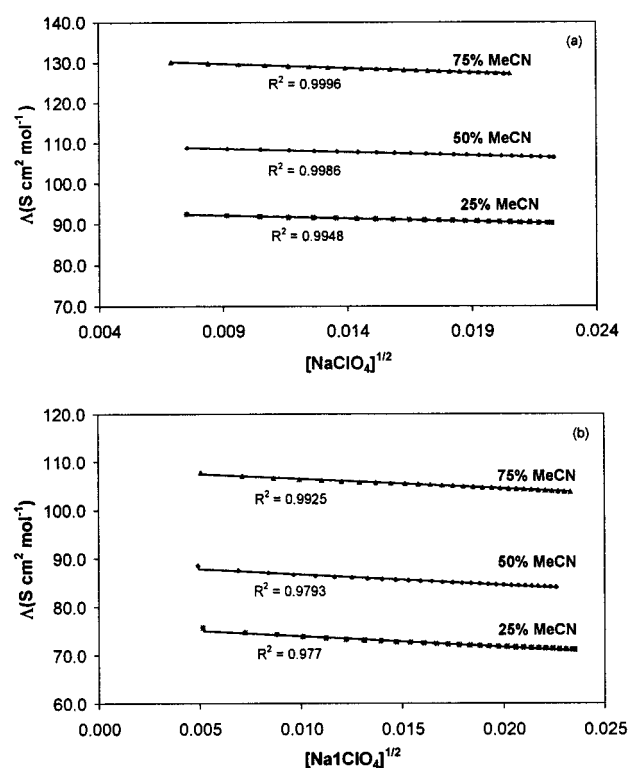 (a)
140.0
130.0
120.0
110.0
100.0
90.0
80.0
70.0
Λ(S cm² mol⁻¹)
75% MeCN
R² = 0.9996
50% MeCN
R² = 0.9986
25% MeCN
R² = 0.9948
0.004 0.009 0.014 0.019 0.024
[NaClO₄]^1/2
(b)
120.0
110.0
100.0
90.0
80.0
70.0
60.0
Λ(S cm² mol⁻¹)
75% MeCN
R² = 0.9925
50% MeCN
R² = 0.9793
25% MeCN
R² = 0.977
0.000 0.005 0.010 0.015 0.020 0.025
[Na1ClO₄]^1/2